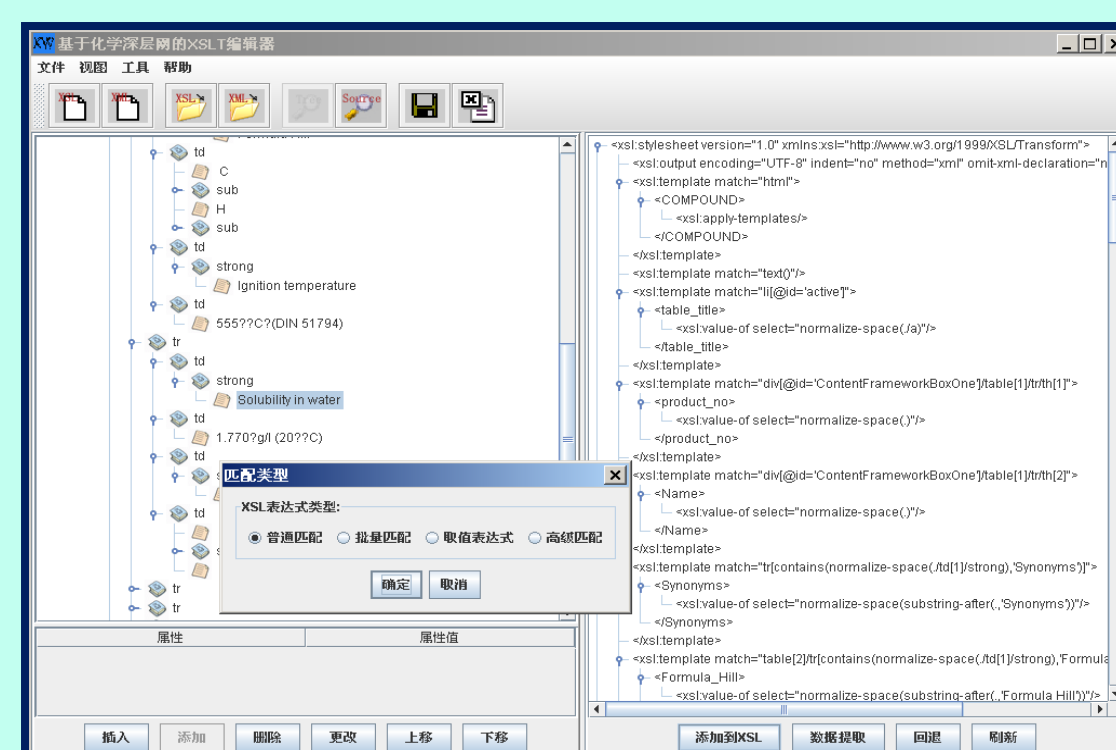 基于化学深层网的XSLT编辑器
文件 视图 工具 帮助
XSL XML XSL XML Source
td
C
sub
H
sub
td
strong
Ignition temperature
td
555??C?(DIN 51794)
tr
td
strong
Solubility in water
td
1.770?g/l (20??C)
td
td
tr
tr
匹配类型
XSL表达式类型:
普通匹配 批量匹配 取值表达式 高级匹配
确定 取消
属性 属性值
插入 添加 删除 更改 上移 下移
<xsl:stylesheet version="1.0" xmlns:xsl="http://www.w3.org/1999/XSL/Transform">
<xsl:output encoding="UTF-8" indent="no" method="xml" omit-xml-declaration="n
<xsl:template match="html">
<COMPOUND>
<xsl:apply-templates/>
</COMPOUND>
</xsl:template>
<xsl:template match="text()"/>
<xsl:template match="li[@id='active']">
<table_title>
<xsl:value-of select="normalize-space(./a)"/>
</table_title>
</xsl:template>
<xsl:template match="div[@id='ContentFrameworkBoxOne']/table[1]/tr/th[1]">
<product_no>
<xsl:value-of select="normalize-space(.)"/>
</product_no>
</xsl:template>
<xsl:template match="div[@id='ContentFrameworkBoxOne']/table[1]/tr/th[2]">
<Name>
<xsl:value-of select="normalize-space(.)"/>
</Name>
</xsl:template>
<xsl:template match="tr[contains(normalize-space(./td[1]/strong),'Synonyms')]">
<Synonyms>
<xsl:value-of select="normalize-space(substring-after(.,'Synonyms'))"/>
</Synonyms>
</xsl:template>
<xsl:template match="table[2]/tr[contains(normalize-space(./td[1]/strong),'Formula
<Formula_Hill>
<xsl:value-of select="normalize-space(substring-after(.,'Formula Hill'))"/>
添加到XSL 数据提取 回退 刷新